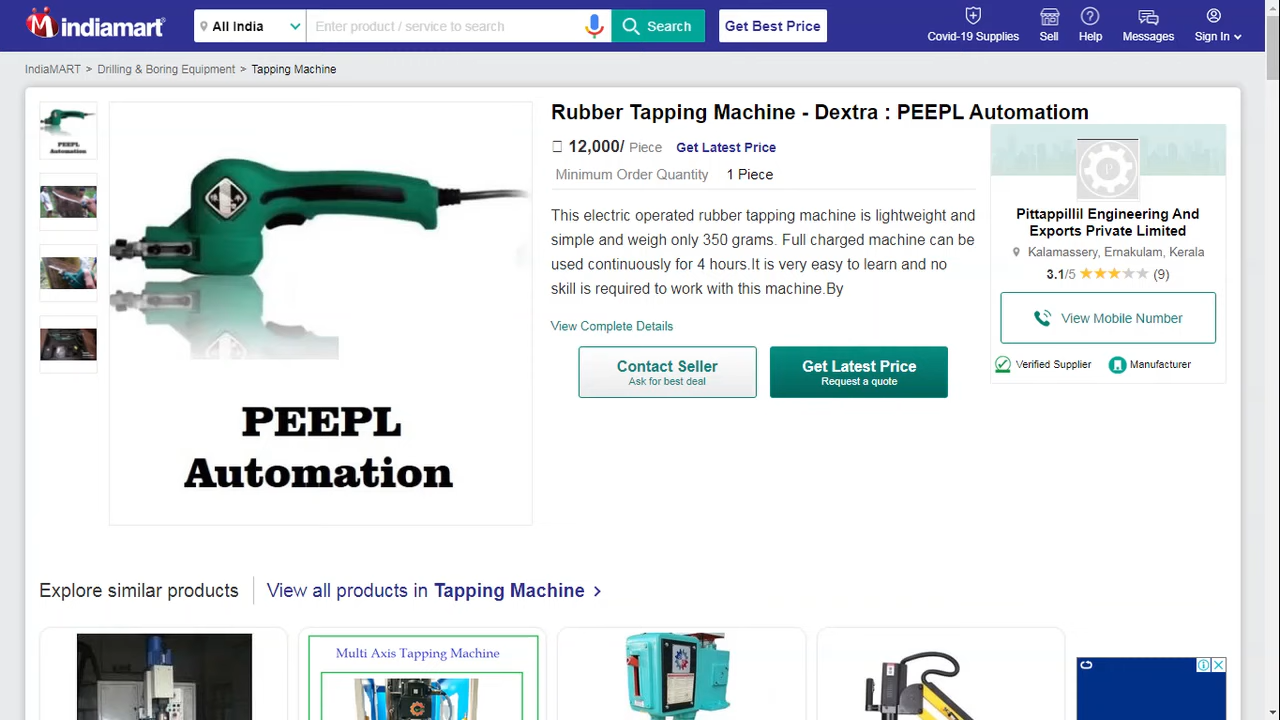 indiamart
All India
Enter product / service to search
Search
Get Best Price
Covid-19 Supplies
Sell
Help
Messages
Sign In
IndiaMART > Drilling & Boring Equipment > Tapping Machine
PEEPL
Automation
PEEPL
Automation
Rubber Tapping Machine - Dextra : PEEPL Automatiom
12,000/ Piece Get Latest Price
Minimum Order Quantity 1 Piece
This electric operated rubber tapping machine is lightweight and
simple and weigh only 350 grams. Full charged machine can be
used continuously for 4 hours.It is very easy to learn and no
skill is required to work with this machine.By
View Complete Details
Contact Seller
Ask for best deal
Get Latest Price
Request a quote
Pittappillil Engineering And
Exports Private Limited
Kalamassery, Ernakulam, Kerala
3.1/5 (9)
View Mobile Number
Verified Supplier
Manufacturer
Explore similar products
View all products in Tapping Machine >
Multi Axis Tapping Machine